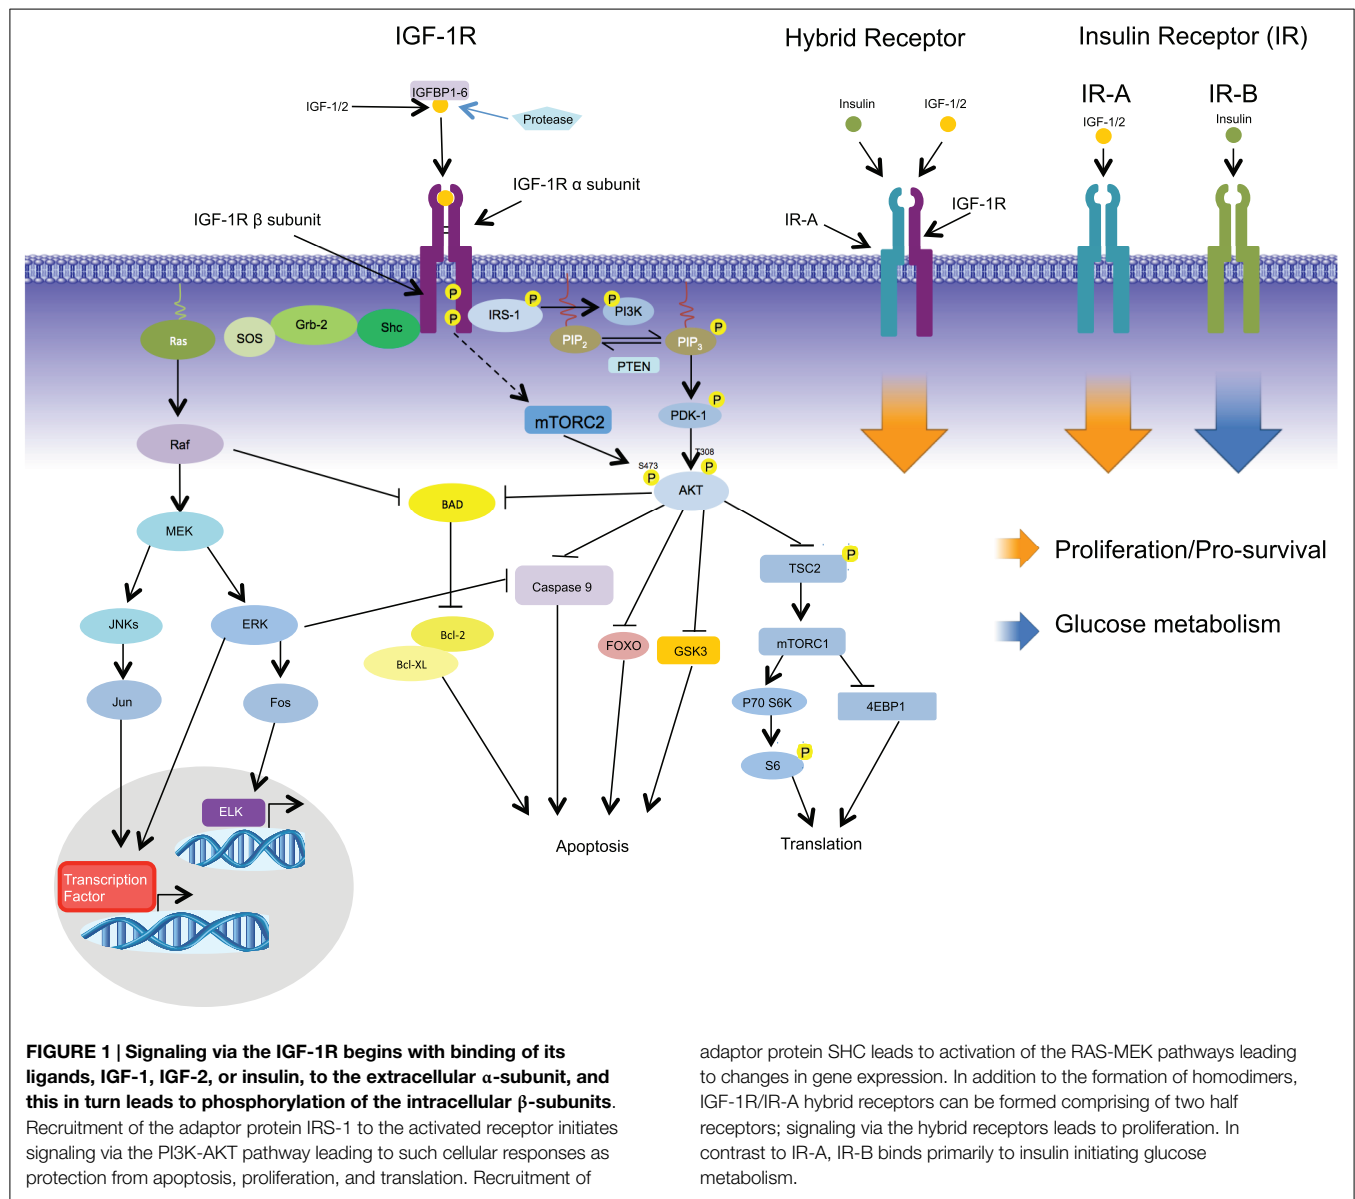 IGF-1R
Hybrid Receptor
Insulin Receptor (IR)
IGFBP1-6
IGF-1/2
Protease
Insulin
IGF-1/2
IR-A
IGF-1/2
IR-B
Insulin
IGF-1R α subunit
IGF-1R β subunit
IR-A
IGF-1R
P
P
IRS-1
P
P
PI3K
Ras
SOS
Grb-2
Shc
PIP2
PIP3
P
PTEN
mTORC2
PDK-1
P
Raf
S473
P
T308
P
AKT
BAD
MEK
Proliferation/Pro-survival
TSC2
P
Caspase 9
JNKs
ERK
Bcl-2
Bcl-XL
FOXO
GSK3
mTORC1
Glucose metabolism
Jun
Fos
P70 S6K
4EBP1
S6
P
ELK
Apoptosis
Translation
Transcription
Factor
FIGURE 1 | Signaling via the IGF-1R begins with binding of its
ligands, IGF-1, IGF-2, or insulin, to the extracellular α-subunit, and
this in turn leads to phosphorylation of the intracellular β-subunits.
Recruitment of the adaptor protein IRS-1 to the activated receptor initiates
signaling via the PI3K-AKT pathway leading to such cellular responses as
protection from apoptosis, proliferation, and translation. Recruitment of
adaptor protein SHC leads to activation of the RAS-MEK pathways leading
to changes in gene expression. In addition to the formation of homodimers,
IGF-1R/IR-A hybrid receptors can be formed comprising of two half
receptors; signaling via the hybrid receptors leads to proliferation. In
contrast to IR-A, IR-B binds primarily to insulin initiating glucose
metabolism.